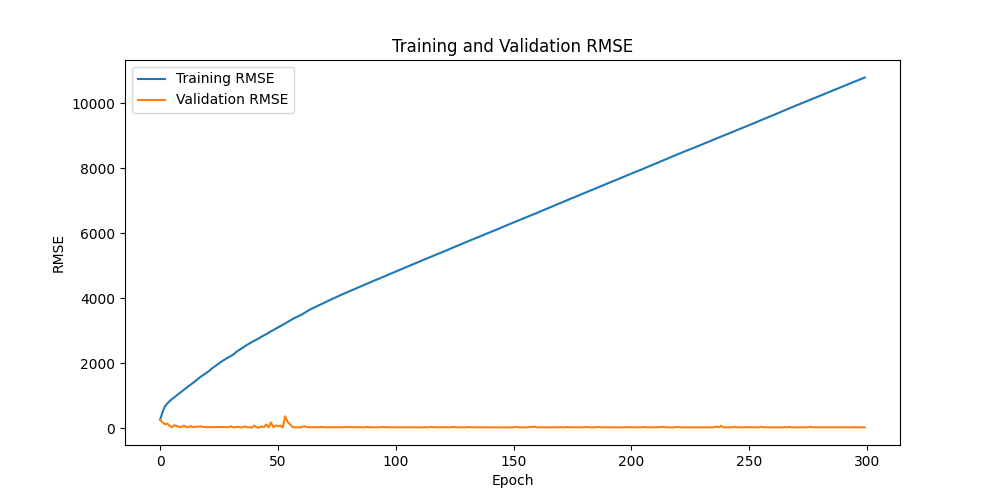 Training and Validation RMSE
Training RMSE
Validation RMSE
10000
8000
6000
4000
2000
0
RMSE
0 50 100 150 200 250 300
Epoch